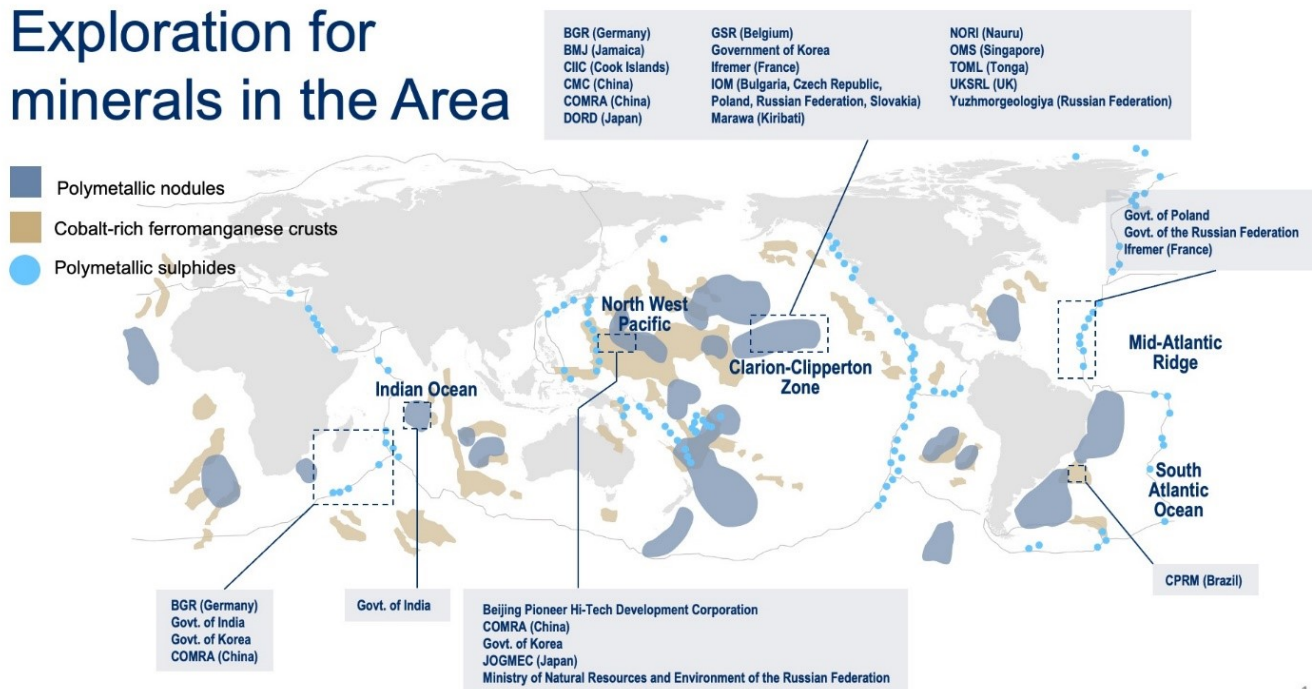 Exploration for
minerals in the Area
Polymetallic nodules
Cobalt-rich ferromanganese crusts
Polymetallic sulphides
BGR (Germany)
BMJ (Jamaica)
CIIC (Cook Islands)
CMC (China)
COMRA (China)
DORD (Japan)
GSR (Belgium)
Government of Korea
Ifremer (France)
IOM (Bulgaria, Czech Republic,
Poland, Russian Federation, Slovakia)
Marawa (Kiribati)
NORI (Nauru)
OMS (Singapore)
TOML (Tonga)
UKSRL (UK)
Yuzhmorgeologiya (Russian Federation)
Govt. of Poland
Govt. of the Russian Federation
Ifremer (France)
North West
Pacific
Clarion-Clipperton
Zone
Mid-Atlantic
Ridge
Indian Ocean
South
Atlantic
Ocean
BGR (Germany)
Govt. of India
Govt. of Korea
COMRA (China)
Govt. of India
Beijing Pioneer Hi-Tech Development Corporation
COMRA (China)
Govt. of Korea
JOGMEC (Japan)
Ministry of Natural Resources and Environment of the Russian Federation
CPRM (Brazil)